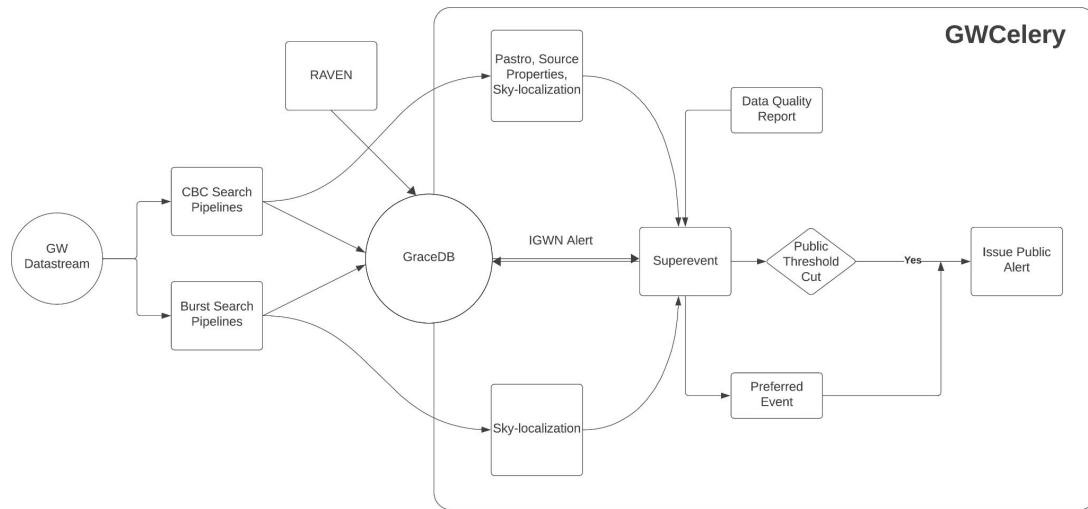 GWCelery
Pastro, Source
Properties,
Sky-localization
RAVEN
Data Quality
Report
CBC Search
Pipelines
GW
Datastream
GraceDB
IGWN Alert
Superevent
Public
Threshold
Cut
Yes
Issue Public
Alert
Burst Search
Pipelines
Preferred
Event
Sky-localization